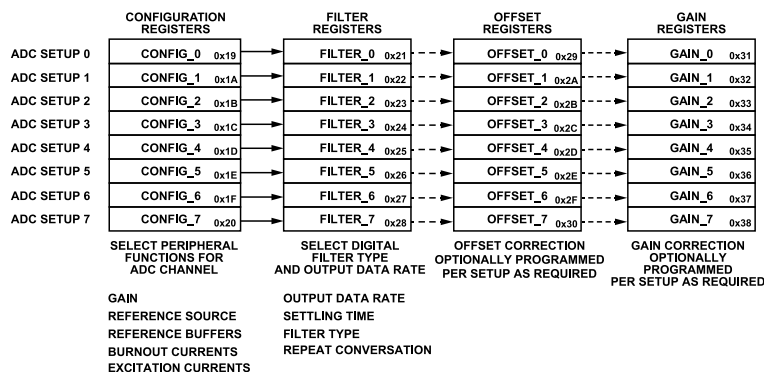 CONFIGURATION
REGISTERS
FILTER
REGISTERS
OFFSET
REGISTERS
GAIN
REGISTERS
ADC SETUP 0 CONFIG_0 0x19 FILTER_0 0x21 OFFSET_0 0x29 GAIN_0 0x31
ADC SETUP 1 CONFIG_1 0x1A FILTER_1 0x22 OFFSET_1 0x2A GAIN_1 0x32
ADC SETUP 2 CONFIG_2 0x1B FILTER_2 0x23 OFFSET_2 0x2B GAIN_2 0x33
ADC SETUP 3 CONFIG_3 0x1C FILTER_3 0x24 OFFSET_3 0x2C GAIN_3 0x34
ADC SETUP 4 CONFIG_4 0x1D FILTER_4 0x25 OFFSET_4 0x2D GAIN_4 0x35
ADC SETUP 5 CONFIG_5 0x1E FILTER_5 0x26 OFFSET_5 0x2E GAIN_5 0x36
ADC SETUP 6 CONFIG_6 0x1F FILTER_6 0x27 OFFSET_6 0x2F GAIN_6 0x37
ADC SETUP 7 CONFIG_7 0x20 FILTER_7 0x28 OFFSET_7 0x30 GAIN_7 0x38
SELECT PERIPHERAL
FUNCTIONS FOR
ADC CHANNEL
SELECT DIGITAL
FILTER TYPE
AND OUTPUT DATA RATE
OFFSET CORRECTION
OPTIONALLY PROGRAMMED
PER SETUP AS REQUIRED
GAIN CORRECTION
OPTIONALLY
PROGRAMMED
PER SETUP AS REQUIRED
GAIN
REFERENCE SOURCE
REFERENCE BUFFERS
BURNOUT CURRENTS
EXCITATION CURRENTS
OUTPUT DATA RATE
SETTLING TIME
FILTER TYPE
REPEAT CONVERSATION